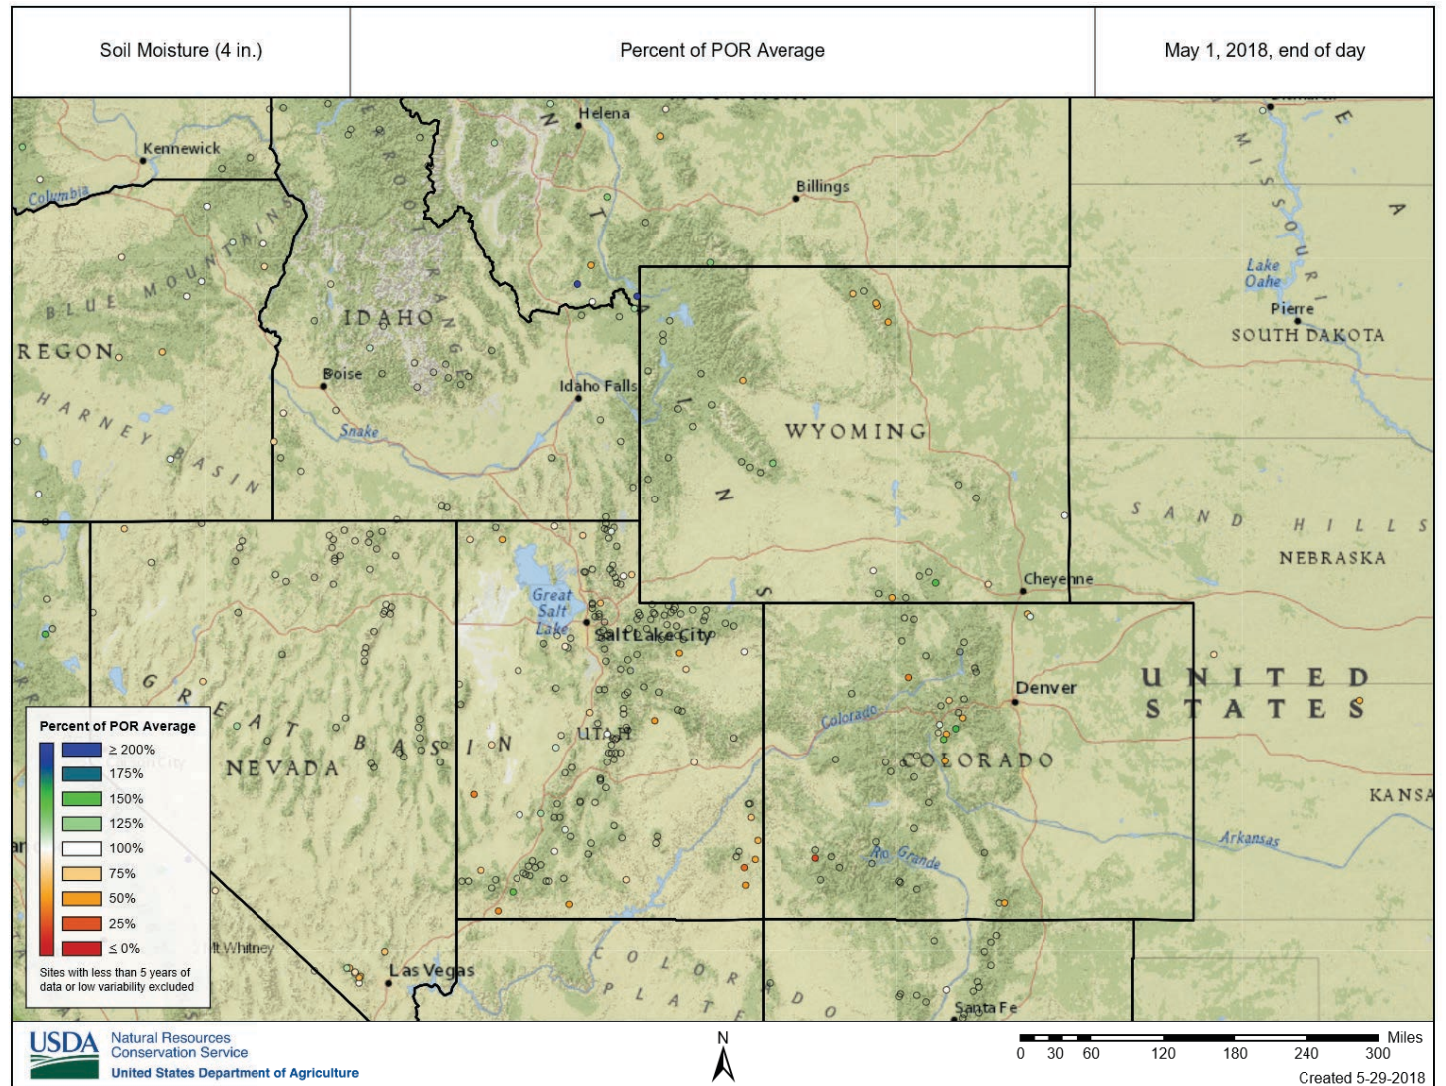 Soil Moisture (4 in.)
Percent of POR Average
May 1, 2018, end of day
Helena
Kennewick
Columbia
Billings
BLUE MOUNTAINS
MISSOURI
Lake
Oahe
Pierre
SOUTH DAKOTA
IDAHO
REGON
Boise
Idaho Falls
HARNEY BASIN
Snake
WYOMING
SAND HILLS
NEBRASKA
Cheyenne
Great
Salt
Lake
Salt Lake City
UNITED
STATES
Denver
Colorado
GREAT BASIN
UTAH
NEVADA
COLORADO
KANSA
Arkansas
Rio Grande
Mt Whitney
Las Vegas
COLORADO
PLATE
Santa Fe
Percent of POR Average
≥ 200%
175%
150%
125%
100%
75%
50%
25%
≤ 0%
Sites with less than 5 years of
data or low variability excluded
USDA
Natural Resources
Conservation Service
United States Department of Agriculture
N
Miles
0 30 60 120 180 240 300
Created 5-29-2018